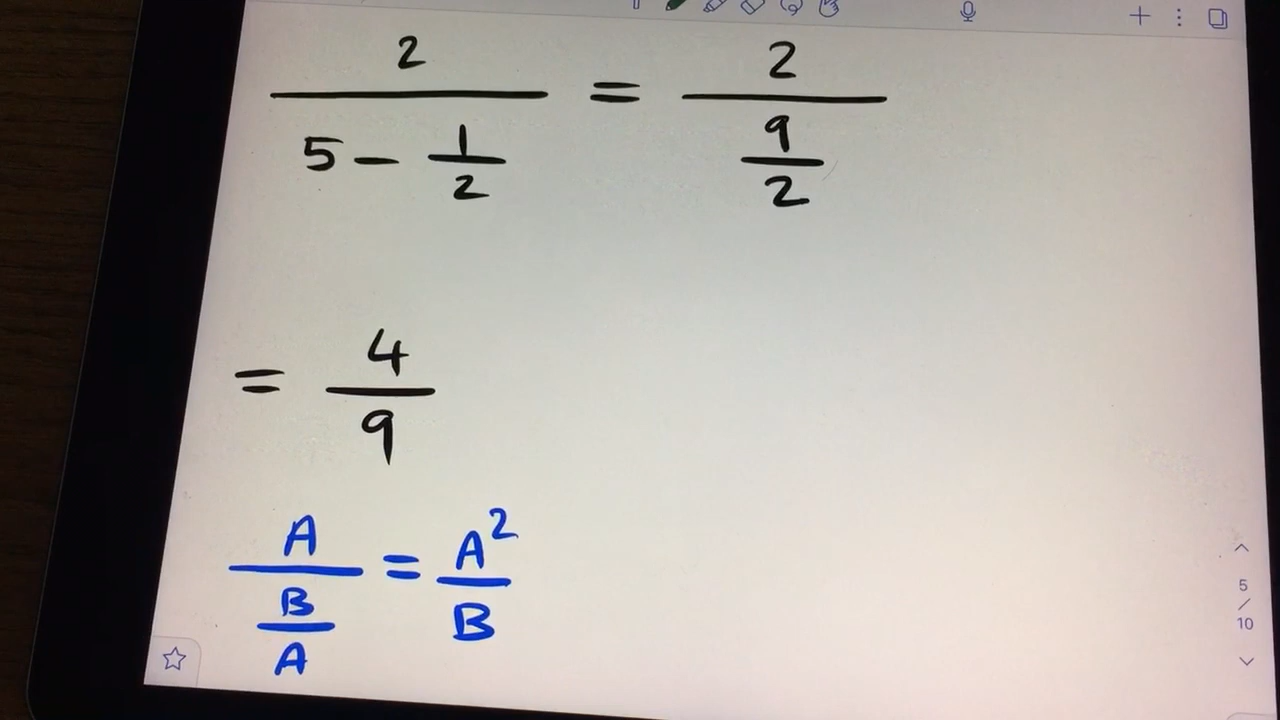 2 / (5 - 1/2) = 2 / (9/2)
= 4/9
A / (B/A) = A² / B
5
/
10